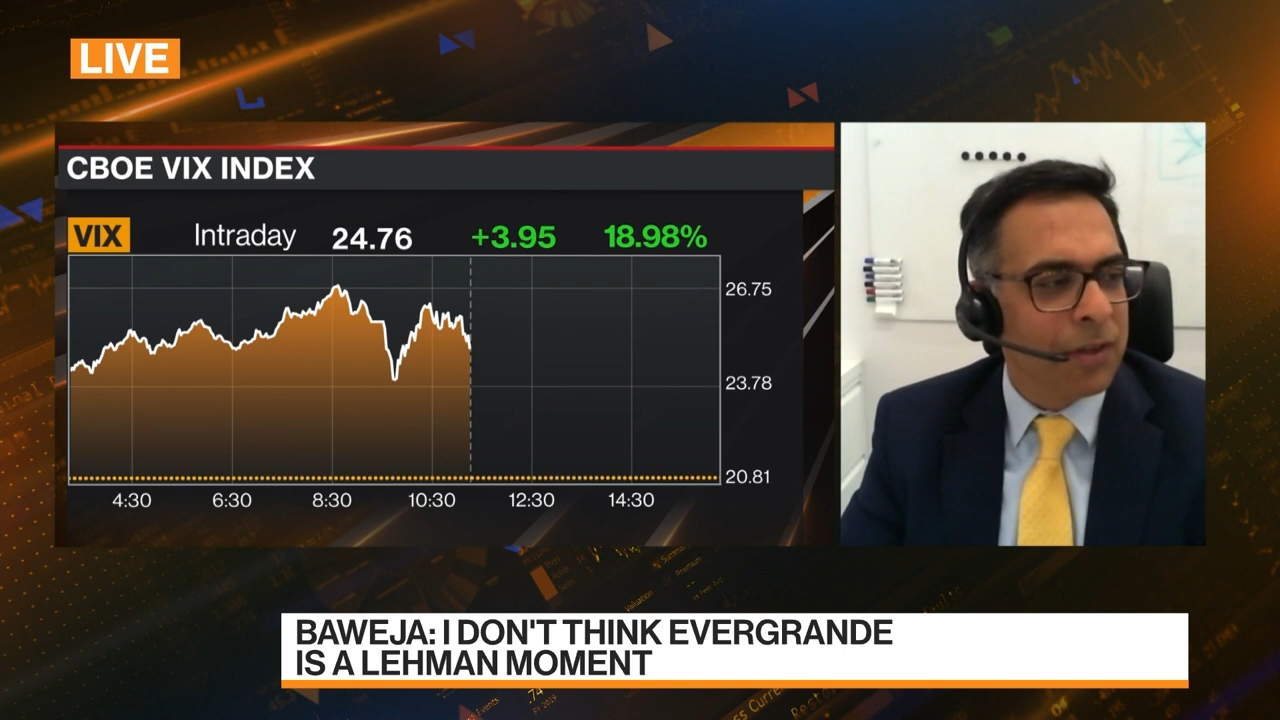 LIVE
CBOE VIX INDEX
VIX Intraday 24.76 +3.95 18.98%
26.75
23.78
20.81
4:30 6:30 8:30 10:30 12:30 14:30
BAWEJA: I DON'T THINK EVERGRANDE
IS A LEHMAN MOMENT